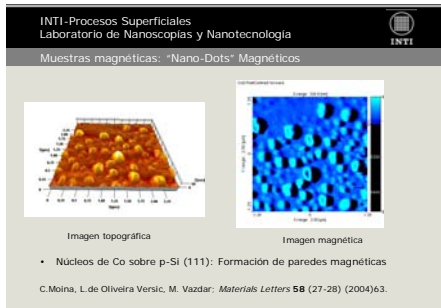 INTI-Procesos Superficiales
Laboratorio de Nanoscopías y Nanotecnología
INTI
Muestras magnéticas: "Nano-Dots" Magnéticos
Imagen topográfica
Imagen magnética
• Núcleos de Co sobre p-Si (111): Formación de paredes magnéticas
C.Moina, L.de Oliveira Versic, M. Vazdar; Materials Letters 58 (27-28) (2004)63.